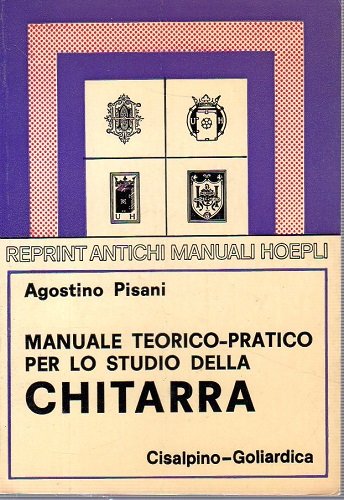 U H
REPRINT ANTICHI MANUALI HOEPLI
Agostino Pisani
MANUALE TEORICO-PRATICO
PER LO STUDIO DELLA
CHITARRA
Cisalpino-Goliardica